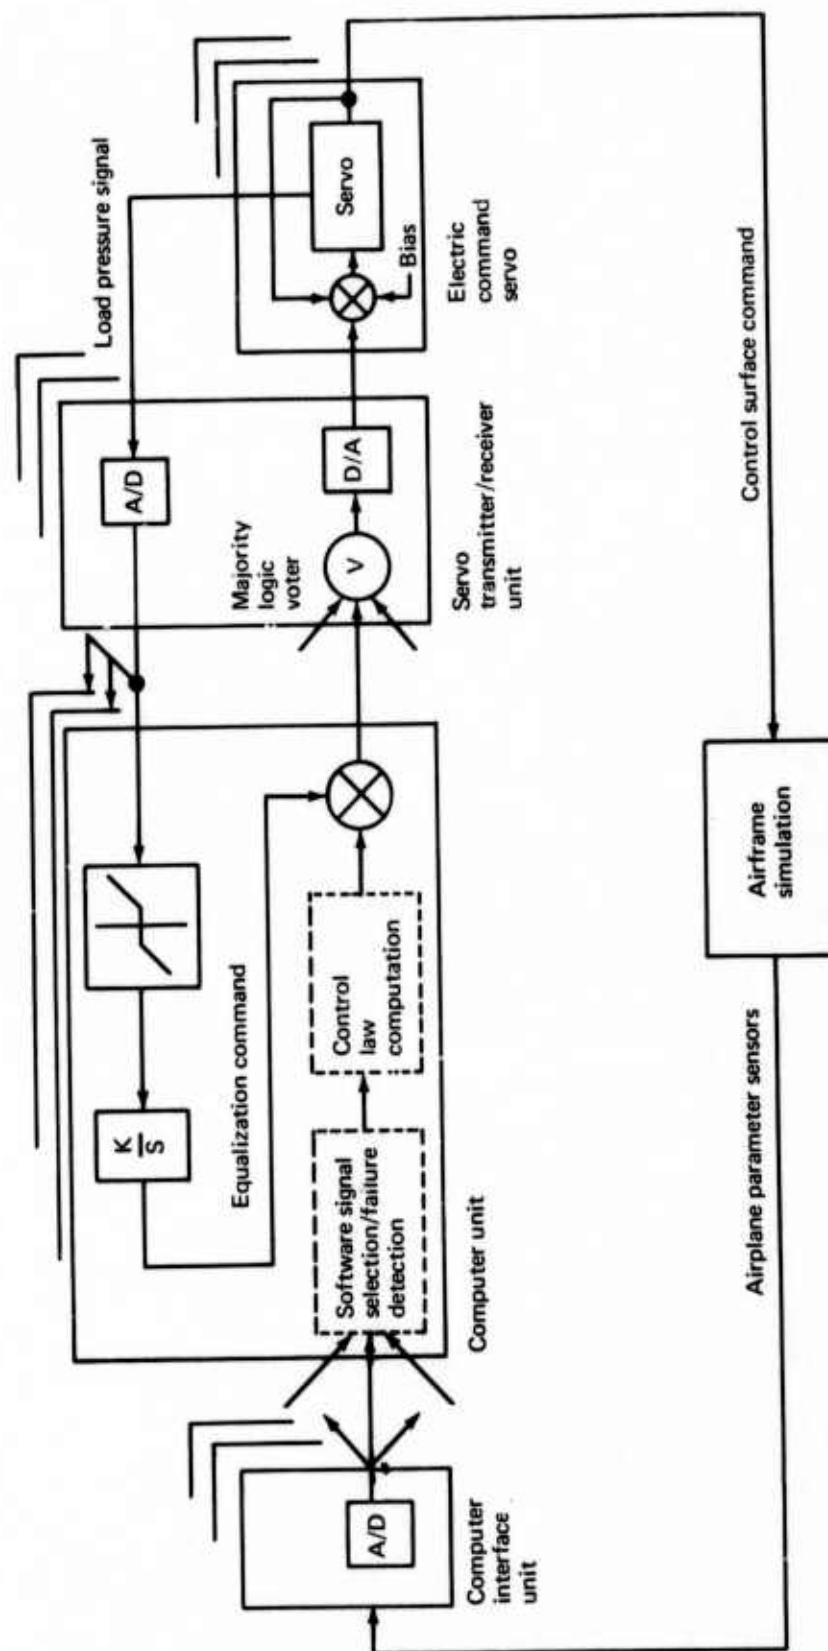 Load pressure signal
Servo
Bias
Electric
command
servo
A/D
Majority
logic
voter
V
D/A
Servo
transmitter/receiver
unit
K
S
Equalization command
Software signal
selection/failure
detection
Control
law
computation
Computer unit
A/D
Computer
interface
unit
Control surface command
Airframe
simulation
Airplane parameter sensors